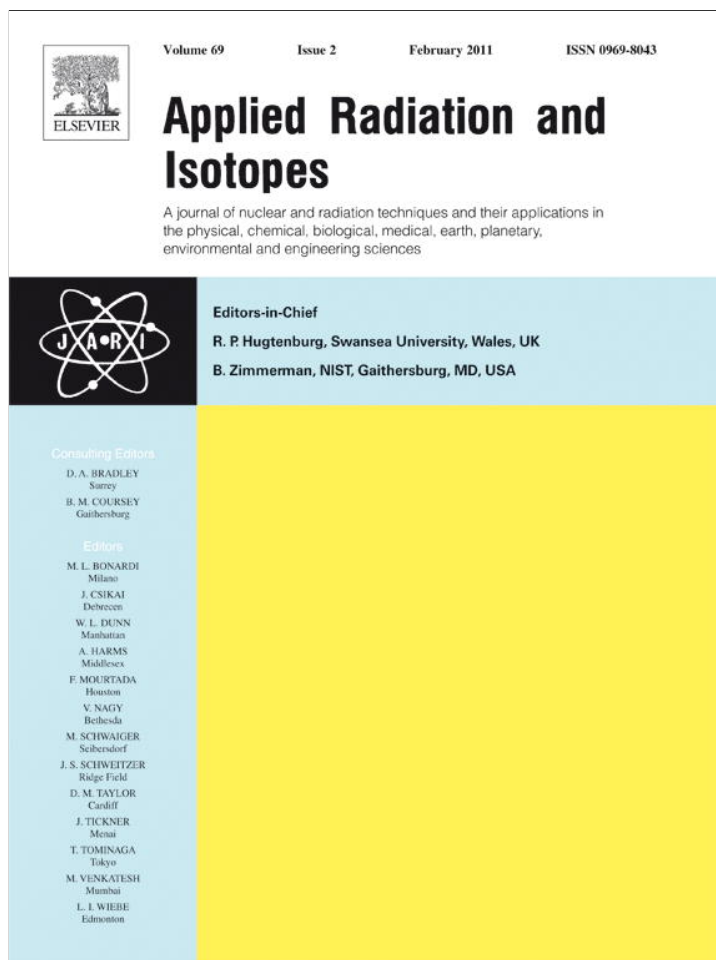 Volume 69 Issue 2 February 2011 ISSN 0969-8043
ELSEVIER
Applied Radiation and
Isotopes
A journal of nuclear and radiation techniques and their applications in
the physical, chemical, biological, medical, earth, planetary,
environmental and engineering sciences
JA•RI
Editors-in-Chief
R. P. Hugtenburg, Swansea University, Wales, UK
B. Zimmerman, NIST, Gaithersburg, MD, USA
Consulting Editors
D. A. BRADLEY
Surrey
B. M. COURSEY
Gaithersburg
Editors
M. L. BONARDI
Milano
J. CSIKAI
Debrecen
W. L. DUNN
Manhattan
A. HARMS
Middlesex
F. MOURTADA
Houston
V. NAGY
Bethesda
M. SCHWAIGER
Seibersdorf
J. S. SCHWEITZER
Ridge Field
D. M. TAYLOR
Cardiff
J. TICKNER
Menai
T. TOMINAGA
Tokyo
M. VENKATESH
Mumbai
L. I. WIEBE
Edmonton